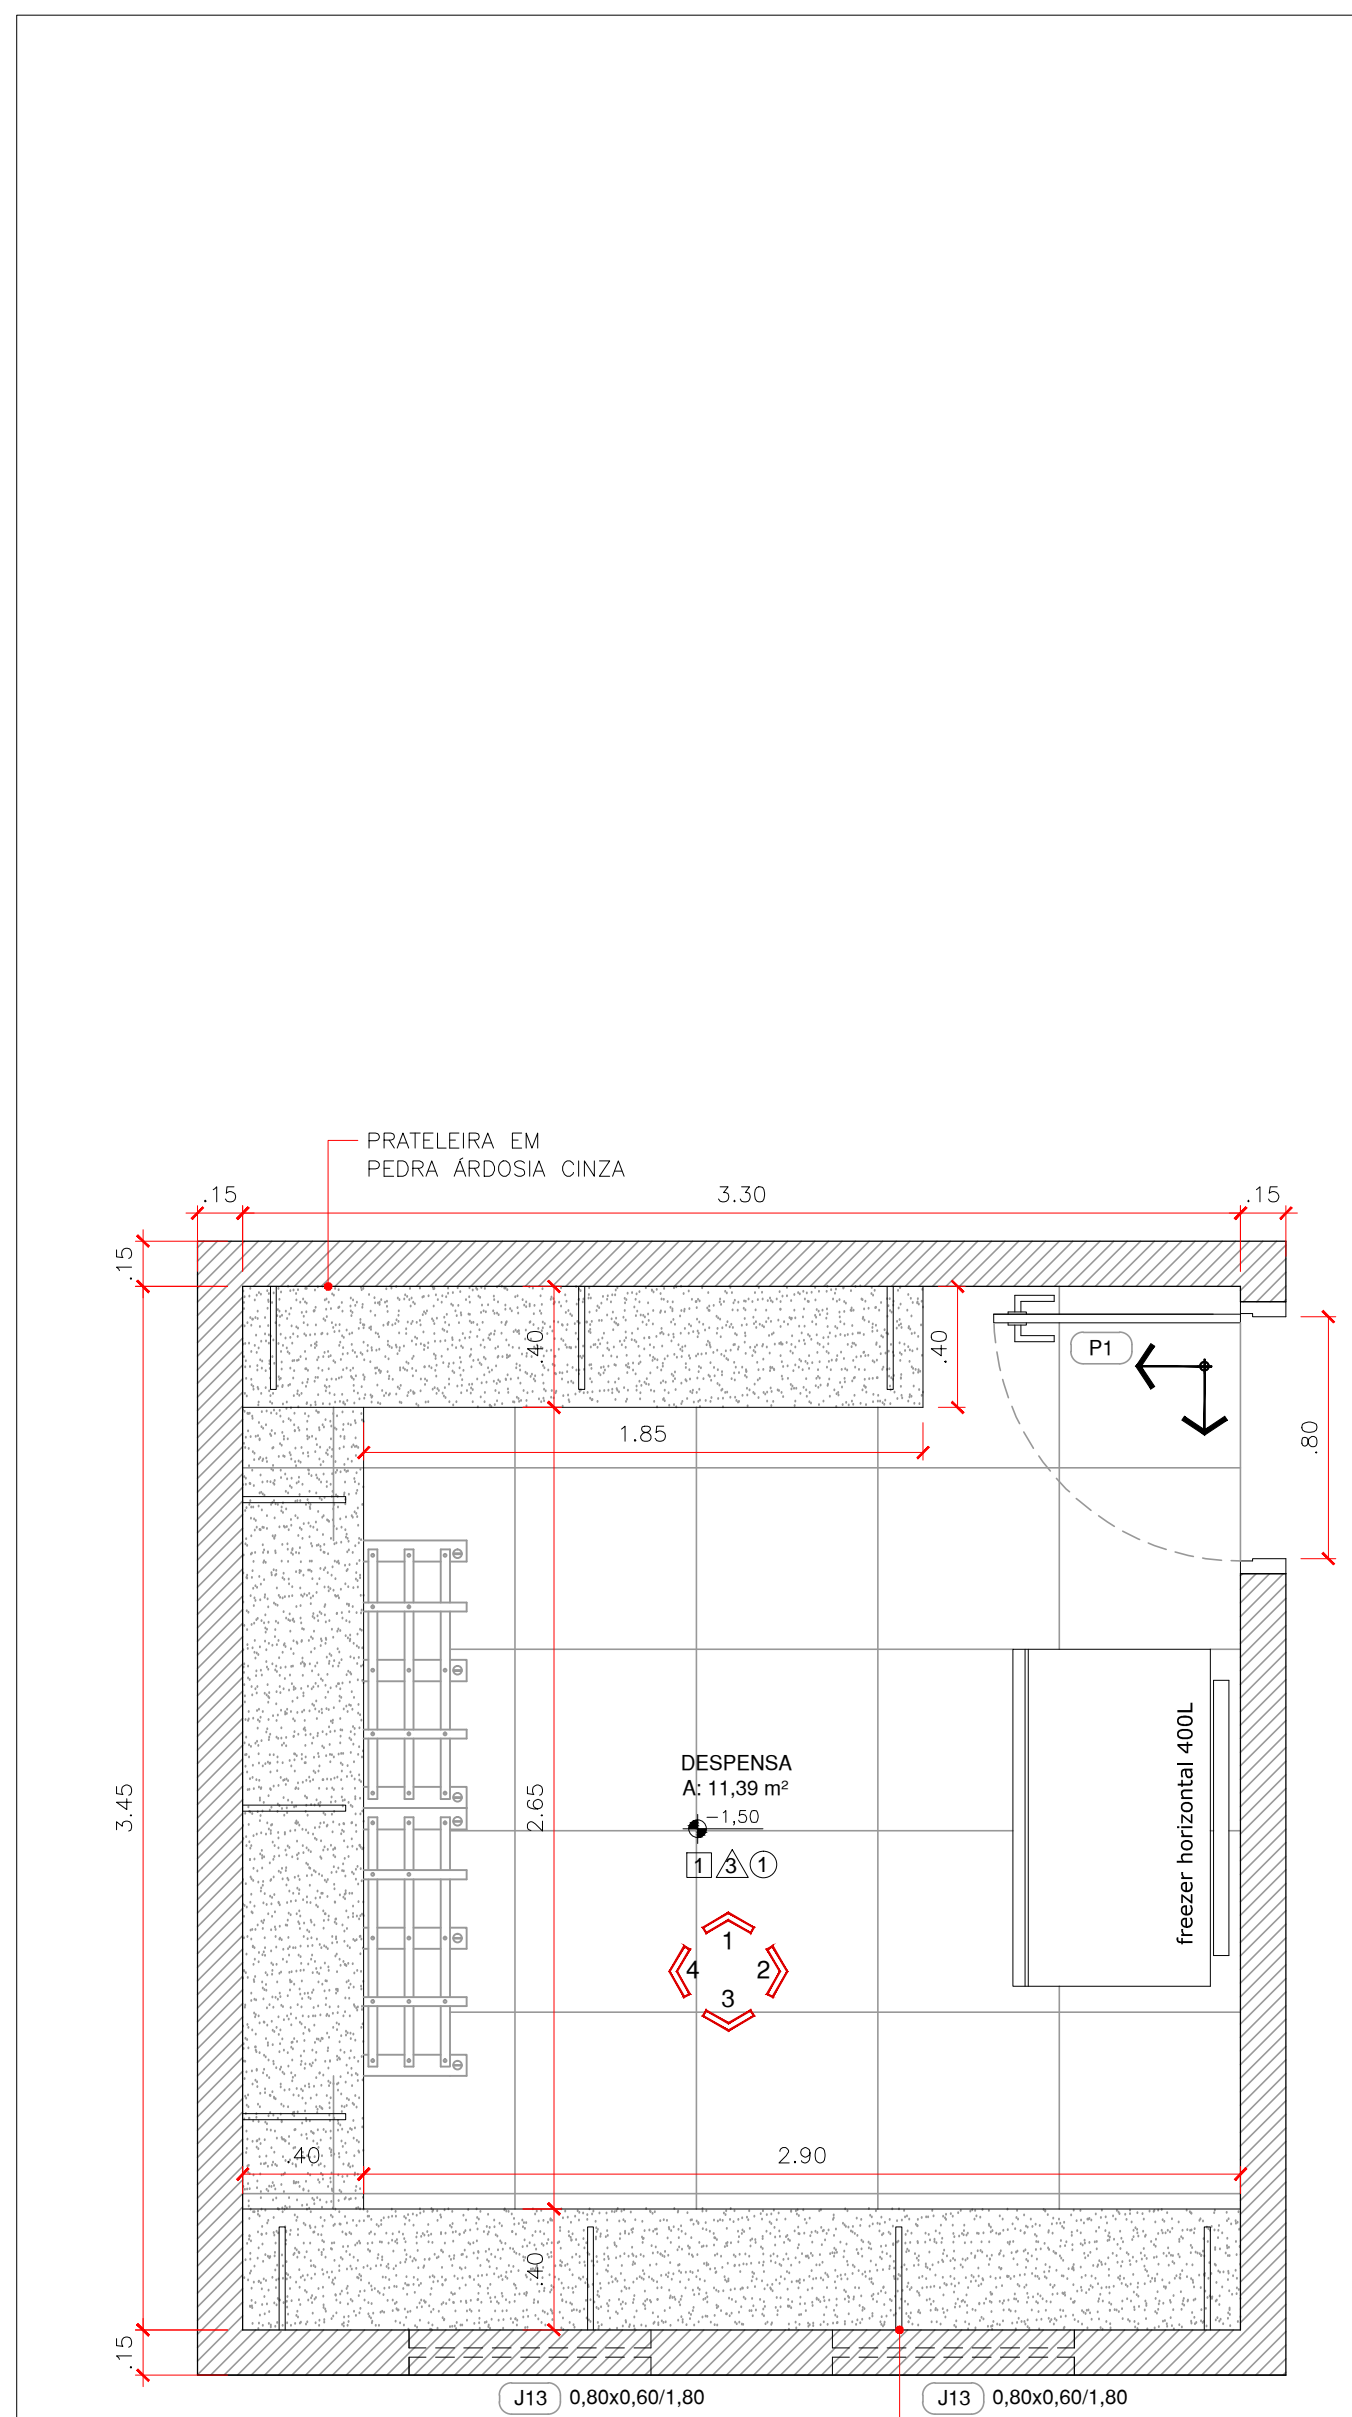 PRATELEIRA EM
PEDRA ÁRDOSIA CINZA
.15
3.30
.15
.15
.40
.40
P1
1.85
.80
freezer horizontal 400L
DESPENSA
A: 11,39 m²
-1,50
3.45
2.65
1 3 1
1
4 2
3
.40
2.90
.40
.15
J13 0,80x0,60/1,80
J13 0,80x0,60/1,80